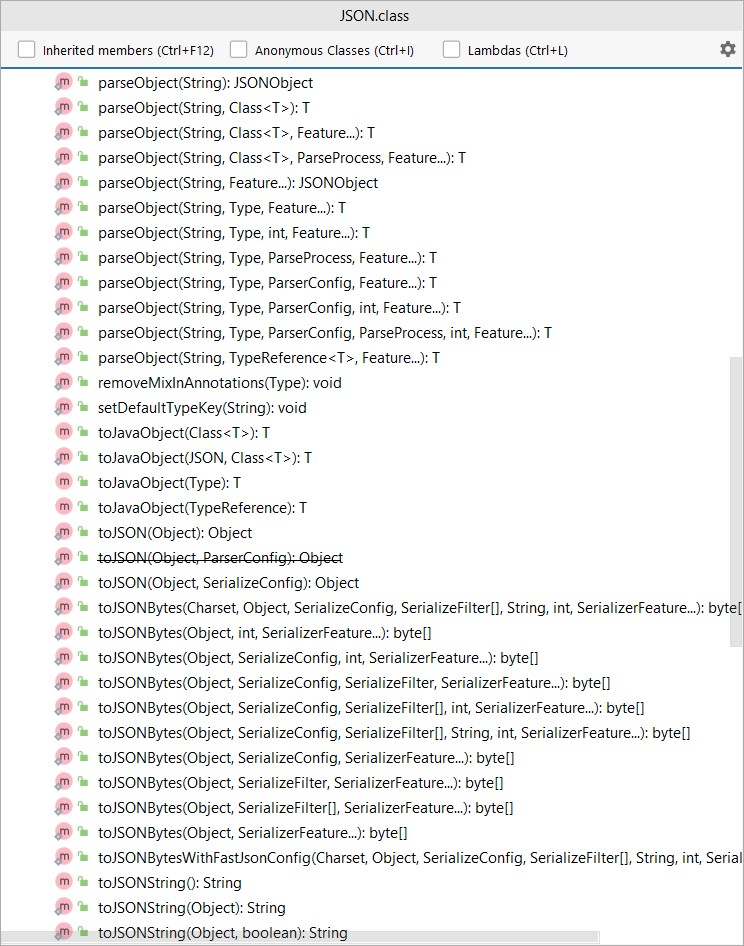 JSON.class
Inherited members (Ctrl+F12) Anonymous Classes (Ctrl+I) Lambdas (Ctrl+L)
m parseObject(String): JSONObject
m parseObject(String, Class<T>): T
m parseObject(String, Class<T>, Feature...): T
m parseObject(String, Class<T>, ParseProcess, Feature...): T
m parseObject(String, Feature...): JSONObject
m parseObject(String, Type, Feature...): T
m parseObject(String, Type, int, Feature...): T
m parseObject(String, Type, ParseProcess, Feature...): T
m parseObject(String, Type, ParserConfig, Feature...): T
m parseObject(String, Type, ParserConfig, int, Feature...): T
m parseObject(String, Type, ParserConfig, ParseProcess, int, Feature...): T
m parseObject(String, TypeReference<T>, Feature...): T
m removeMixInAnnotations(Type): void
m setDefaultTypeKey(String): void
m toJavaObject(Class<T>): T
m toJavaObject(JSON, Class<T>): T
m toJavaObject(Type): T
m toJavaObject(TypeReference): T
m toJSON(Object): Object
m toJSON(Object, ParserConfig): Object
m toJSON(Object, SerializeConfig): Object
m toJSONBytes(Charset, Object, SerializeConfig, SerializeFilter[], String, int, SerializerFeature...): byte[
m toJSONBytes(Object, int, SerializerFeature...): byte[]
m toJSONBytes(Object, SerializeConfig, int, SerializerFeature...): byte[]
m toJSONBytes(Object, SerializeConfig, SerializeFilter, SerializerFeature...): byte[]
m toJSONBytes(Object, SerializeConfig, SerializeFilter[], int, SerializerFeature...): byte[]
m toJSONBytes(Object, SerializeConfig, SerializeFilter[], String, int, SerializerFeature...): byte[]
m toJSONBytes(Object, SerializeConfig, SerializerFeature...): byte[]
m toJSONBytes(Object, SerializeFilter, SerializerFeature...): byte[]
m toJSONBytes(Object, SerializeFilter[], SerializerFeature...): byte[]
m toJSONBytes(Object, SerializerFeature...): byte[]
m toJSONBytesWithFastJsonConfig(Charset, Object, SerializeConfig, SerializeFilter[], String, int, Serial
m toJSONString(): String
m toJSONString(Object): String
m toJSONString(Object, boolean): String